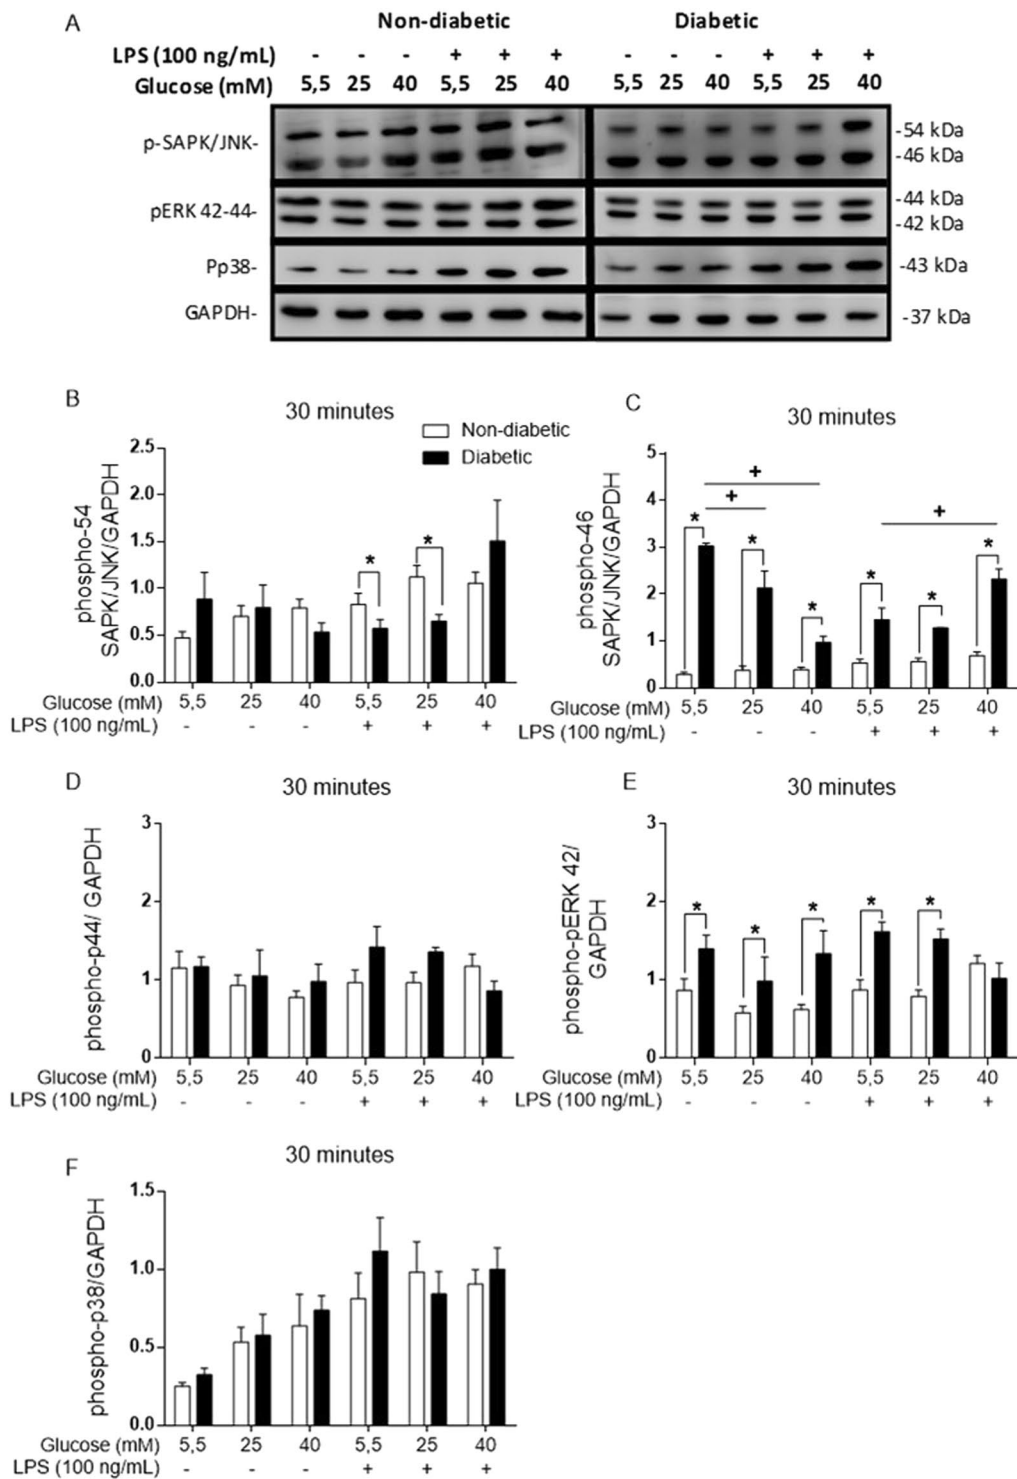 A
Non-diabetic Diabetic
LPS (100 ng/mL) - - - + + + - - - + + +
Glucose (mM) 5,5 25 40 5,5 25 40 5,5 25 40 5,5 25 40
p-SAPK/JNK- -54 kDa
-46 kDa
pERK 42-44- -44 kDa
-42 kDa
Pp38- -43 kDa
GAPDH- -37 kDa
B
30 minutes
Non-diabetic
Diabetic
phospho-54
SAPK/JNK/GAPDH
2.5
2.0
1.5
1.0
0.5
0.0
* *
Glucose (mM) 5,5 25 40 5,5 25 40
LPS (100 ng/mL) - - - + + +
C
30 minutes
phospho-46
SAPK/JNK/GAPDH
5
4
3
2
1
0
+
+
+
* * * * * *
Glucose (mM) 5,5 25 40 5,5 25 40
LPS (100 ng/mL) - - - + + +
D
30 minutes
phospho-p44/ GAPDH
3
2
1
0
Glucose (mM) 5,5 25 40 5,5 25 40
LPS (100 ng/mL) - - - + + +
E
30 minutes
phospho-pERK 42/
GAPDH
3
2
1
0
* * * * *
Glucose (mM) 5,5 25 40 5,5 25 40
LPS (100 ng/mL) - - - + + +
F
30 minutes
phospho-p38/GAPDH
1.5
1.0
0.5
0.0
Glucose (mM) 5,5 25 40 5,5 25 40
LPS (100 ng/mL) - - - + + +